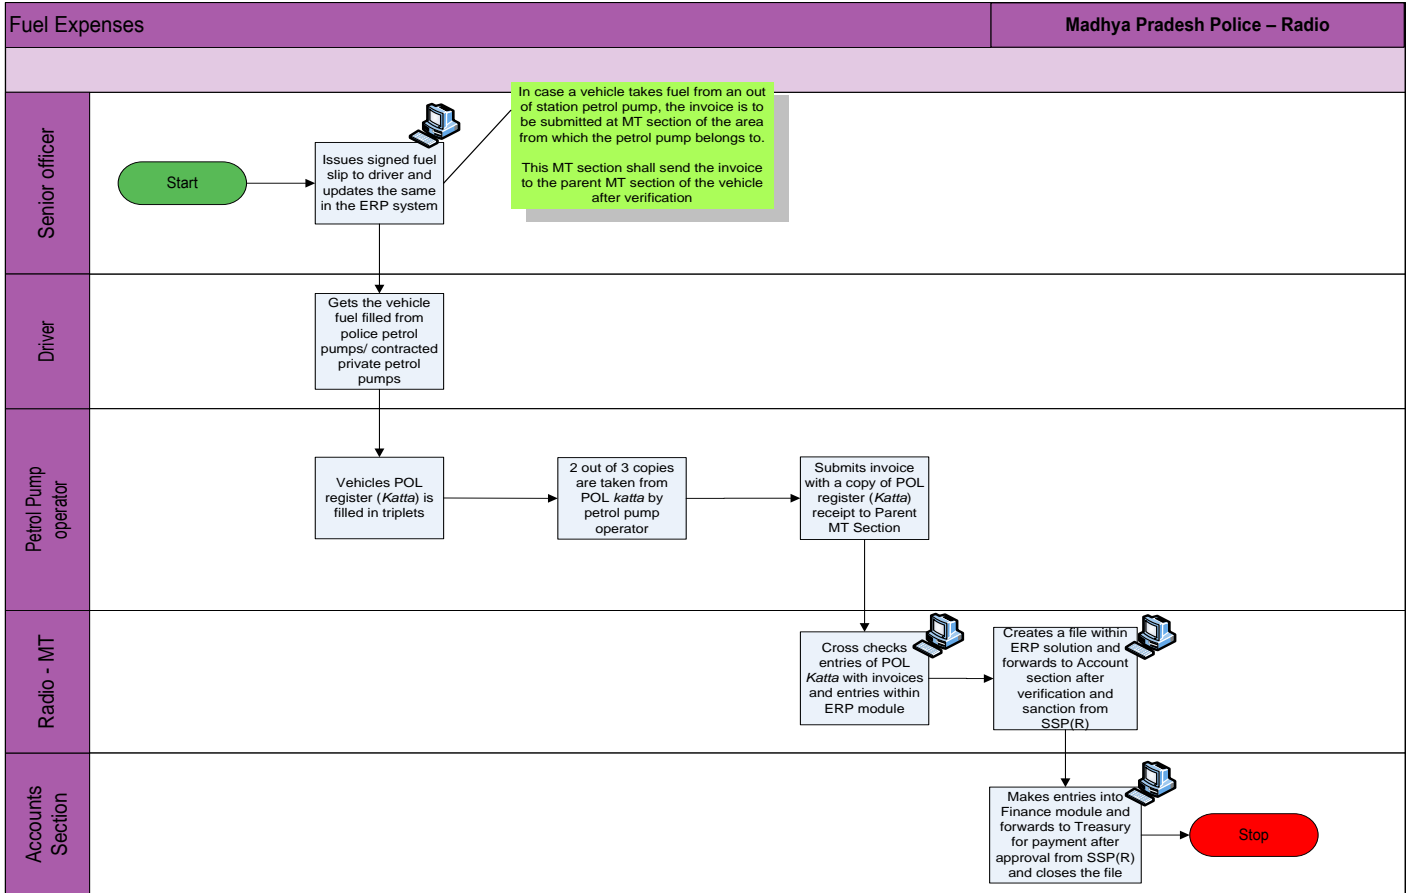 Fuel Expenses
Madhya Pradesh Police – Radio
Senior officer
Start
Issues signed fuel
slip to driver and
updates the same
in the ERP system
In case a vehicle takes fuel from an out
of station petrol pump, the invoice is to
be submitted at MT section of the area
from which the petrol pump belongs to.
This MT section shall send the invoice
to the parent MT section of the vehicle
after verification
Driver
Gets the vehicle
fuel filled from
police petrol
pumps/ contracted
private petrol
pumps
Petrol Pump
operator
Vehicles POL
register (Katta) is
filled in triplets
2 out of 3 copies
are taken from
POL katta by
petrol pump
operator
Submits invoice
with a copy of POL
register (Katta)
receipt to Parent
MT Section
Radio - MT
Cross checks
entries of POL
Katta with invoices
and entries within
ERP module
Creates a file within
ERP solution and
forwards to Account
section after
verification and
sanction from
SSP(R)
Accounts
Section
Makes entries into
Finance module and
forwards to Treasury
for payment after
approval from SSP(R)
and closes the file
Stop